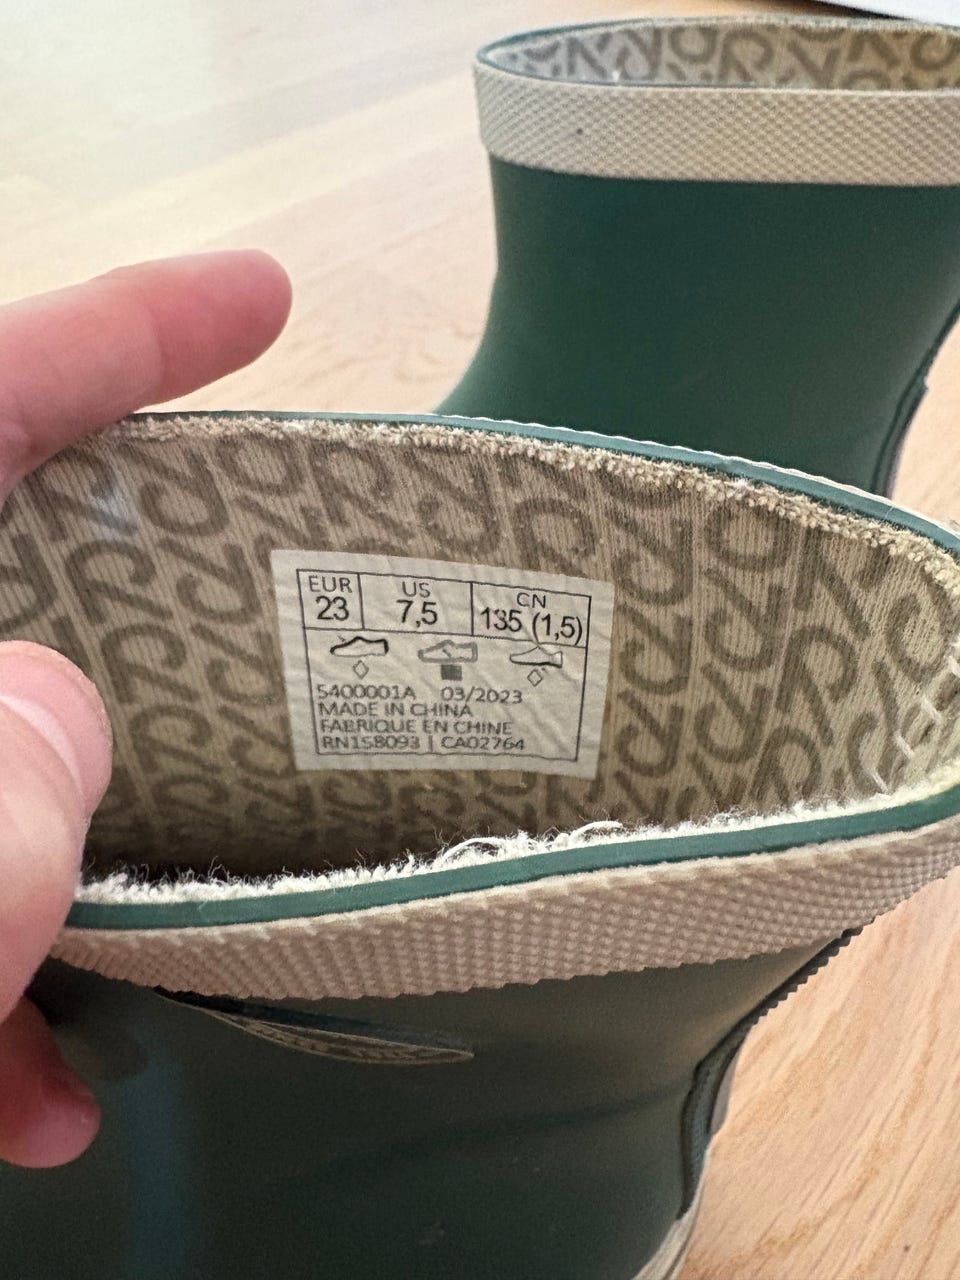 EUR US CN
23 7,5 135 (1,5)
5400001A 03/2023
MADE IN CHINA
FABRIQUE EN CHINE
RN158093 | CA02764